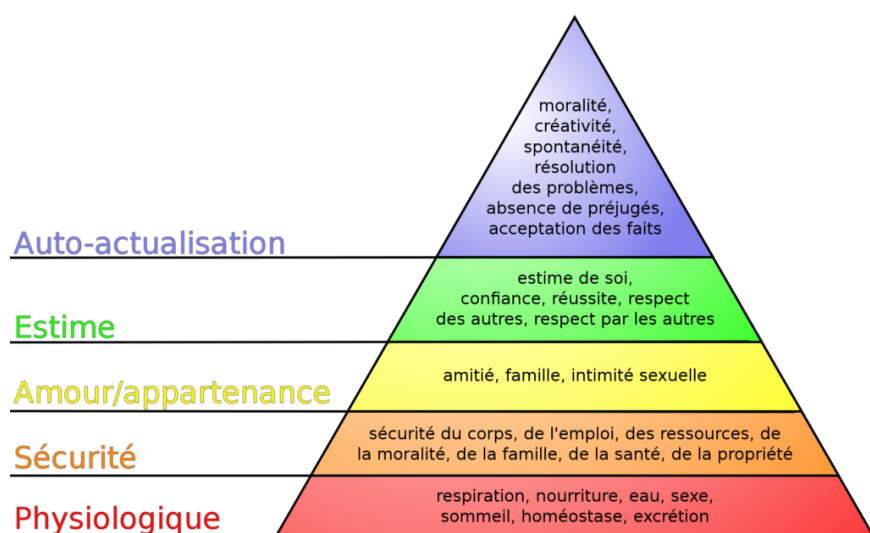 moralité,
créativité,
spontanéité,
résolution
des problèmes,
absence de préjugés,
acceptation des faits
Auto-actualisation
estime de soi,
confiance, réussite, respect
des autres, respect par les autres
Estime
amitié, famille, intimité sexuelle
Amour/appartenance
sécurité du corps, de l'emploi, des ressources, de
la moralité, de la famille, de la santé, de la propriété
Sécurité
respiration, nourriture, eau, sexe,
sommeil, homéostase, excrétion
Physiologique